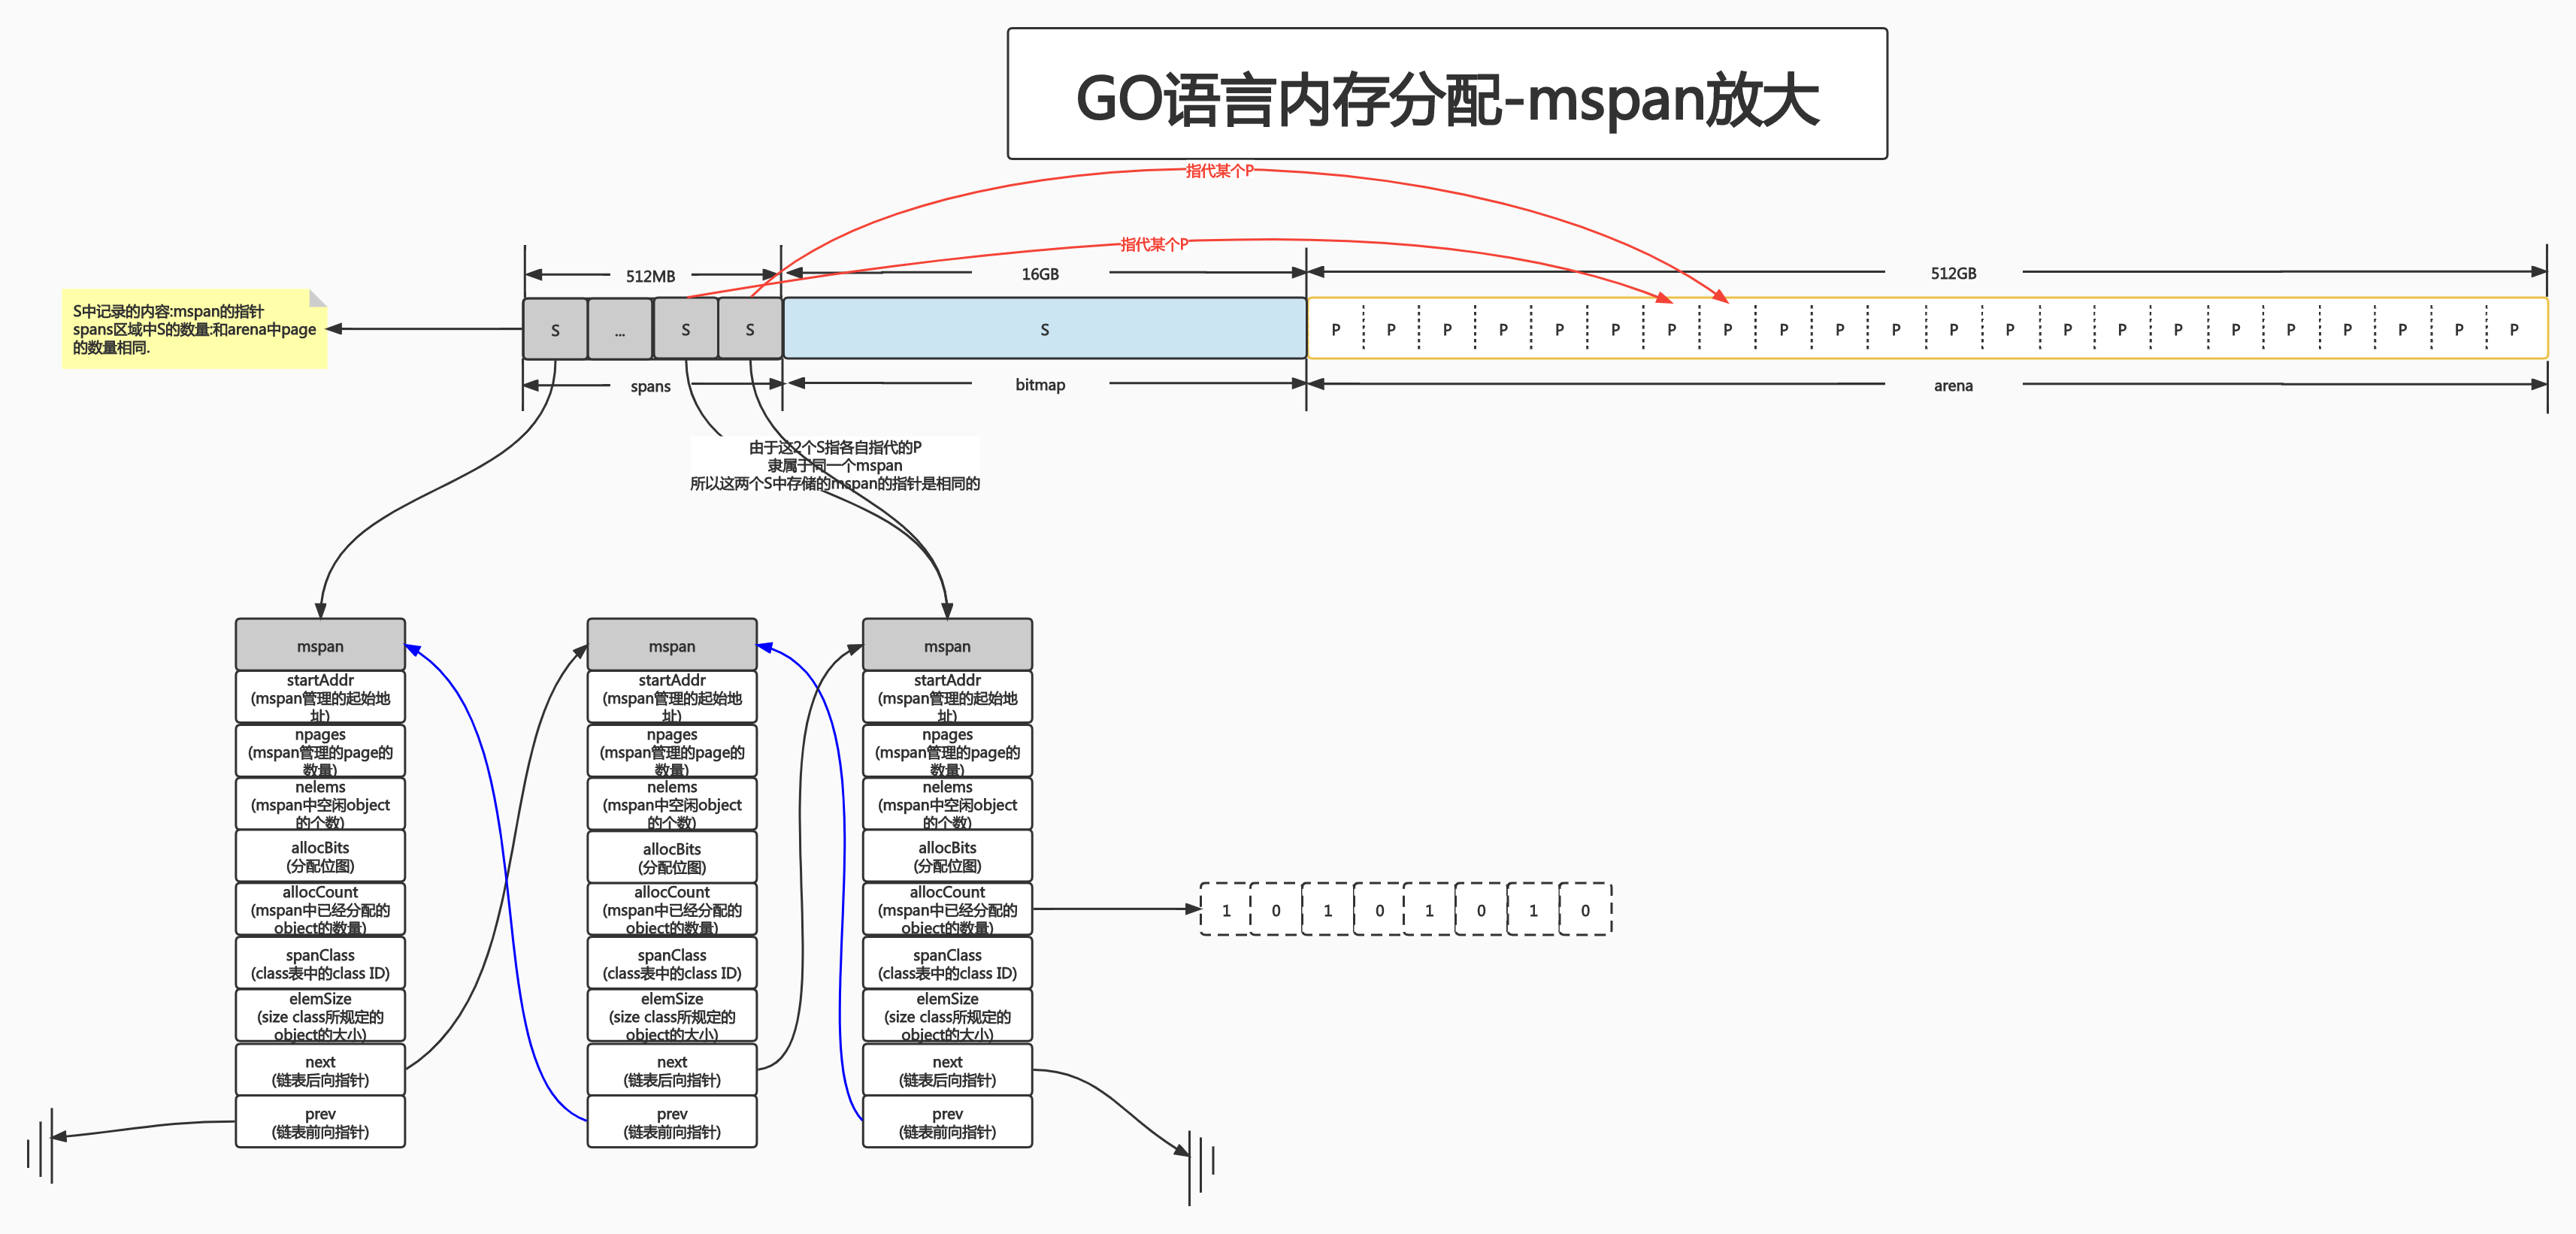 GO语言内存分配-mspan放大
指代某个P
指代某个P
512MB
16GB
512GB
S中记录的内容:mspan的指针
spans区域中S的数量:和arena中page
的数量相同.
S ... S S
S
P P P P P P P P P P P P P P P P P P P P P P
spans
bitmap
arena
由于这2个S指各自指代的P
隶属于同一个mspan
所以这两个S中存储的mspan的指针是相同的
mspan
startAddr
(mspan管理的起始地
址)
npages
(mspan管理的page的
数量)
nelems
(mspan中空闲object
的个数)
allocBits
(分配位图)
allocCount
(mspan中已经分配的
object的数量)
spanClass
(class表中的class ID)
elemSize
(size class所规定的
object的大小)
next
(链表后向指针)
prev
(链表前向指针)
mspan
startAddr
(mspan管理的起始地
址)
npages
(mspan管理的page的
数量)
nelems
(mspan中空闲object
的个数)
allocBits
(分配位图)
allocCount
(mspan中已经分配的
object的数量)
spanClass
(class表中的class ID)
elemSize
(size class所规定的
object的大小)
next
(链表后向指针)
prev
(链表前向指针)
mspan
startAddr
(mspan管理的起始地
址)
npages
(mspan管理的page的
数量)
nelems
(mspan中空闲object
的个数)
allocBits
(分配位图)
allocCount
(mspan中已经分配的
object的数量)
spanClass
(class表中的class ID)
elemSize
(size class所规定的
object的大小)
next
(链表后向指针)
prev
(链表前向指针)
1 0 1 0 1 0 1 0